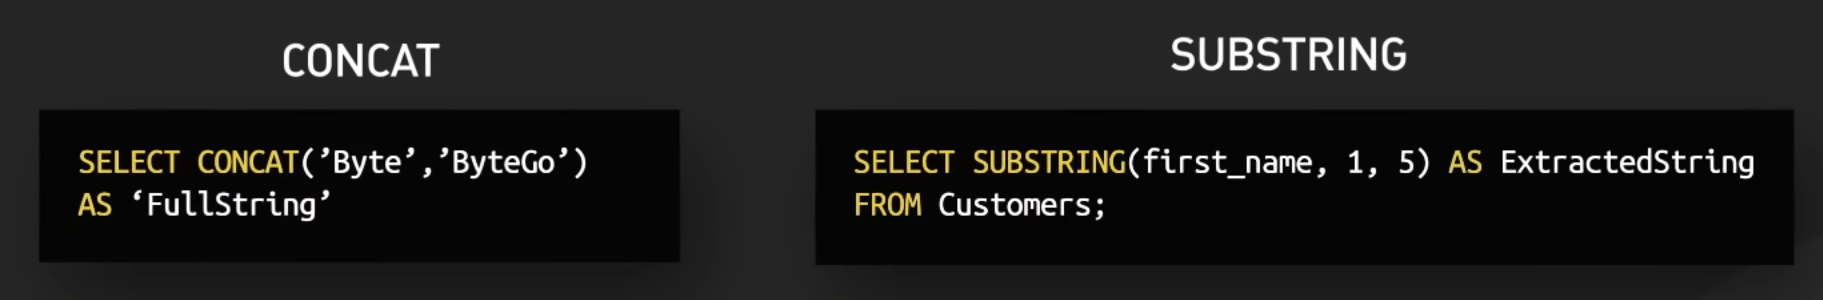 CONCAT
SELECT CONCAT(’Byte’,’ByteGo’)
AS ‘FullString’
SUBSTRING
SELECT SUBSTRING(first_name, 1, 5) AS ExtractedString
FROM Customers;